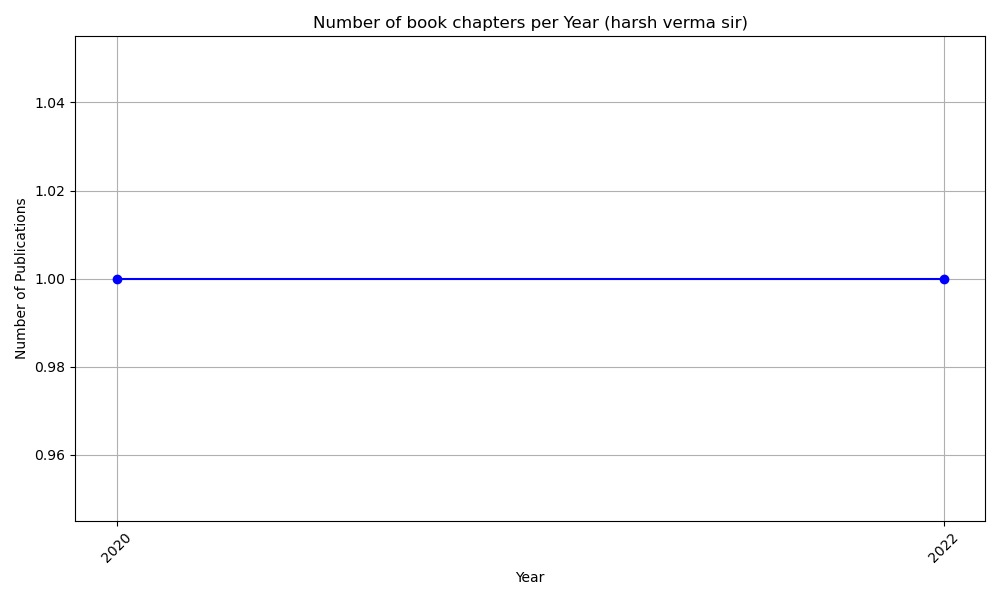 Number of book chapters per Year (harsh verma sir)
Number of Publications
1.04
1.02
1.00
0.98
0.96
2020
2022
Year